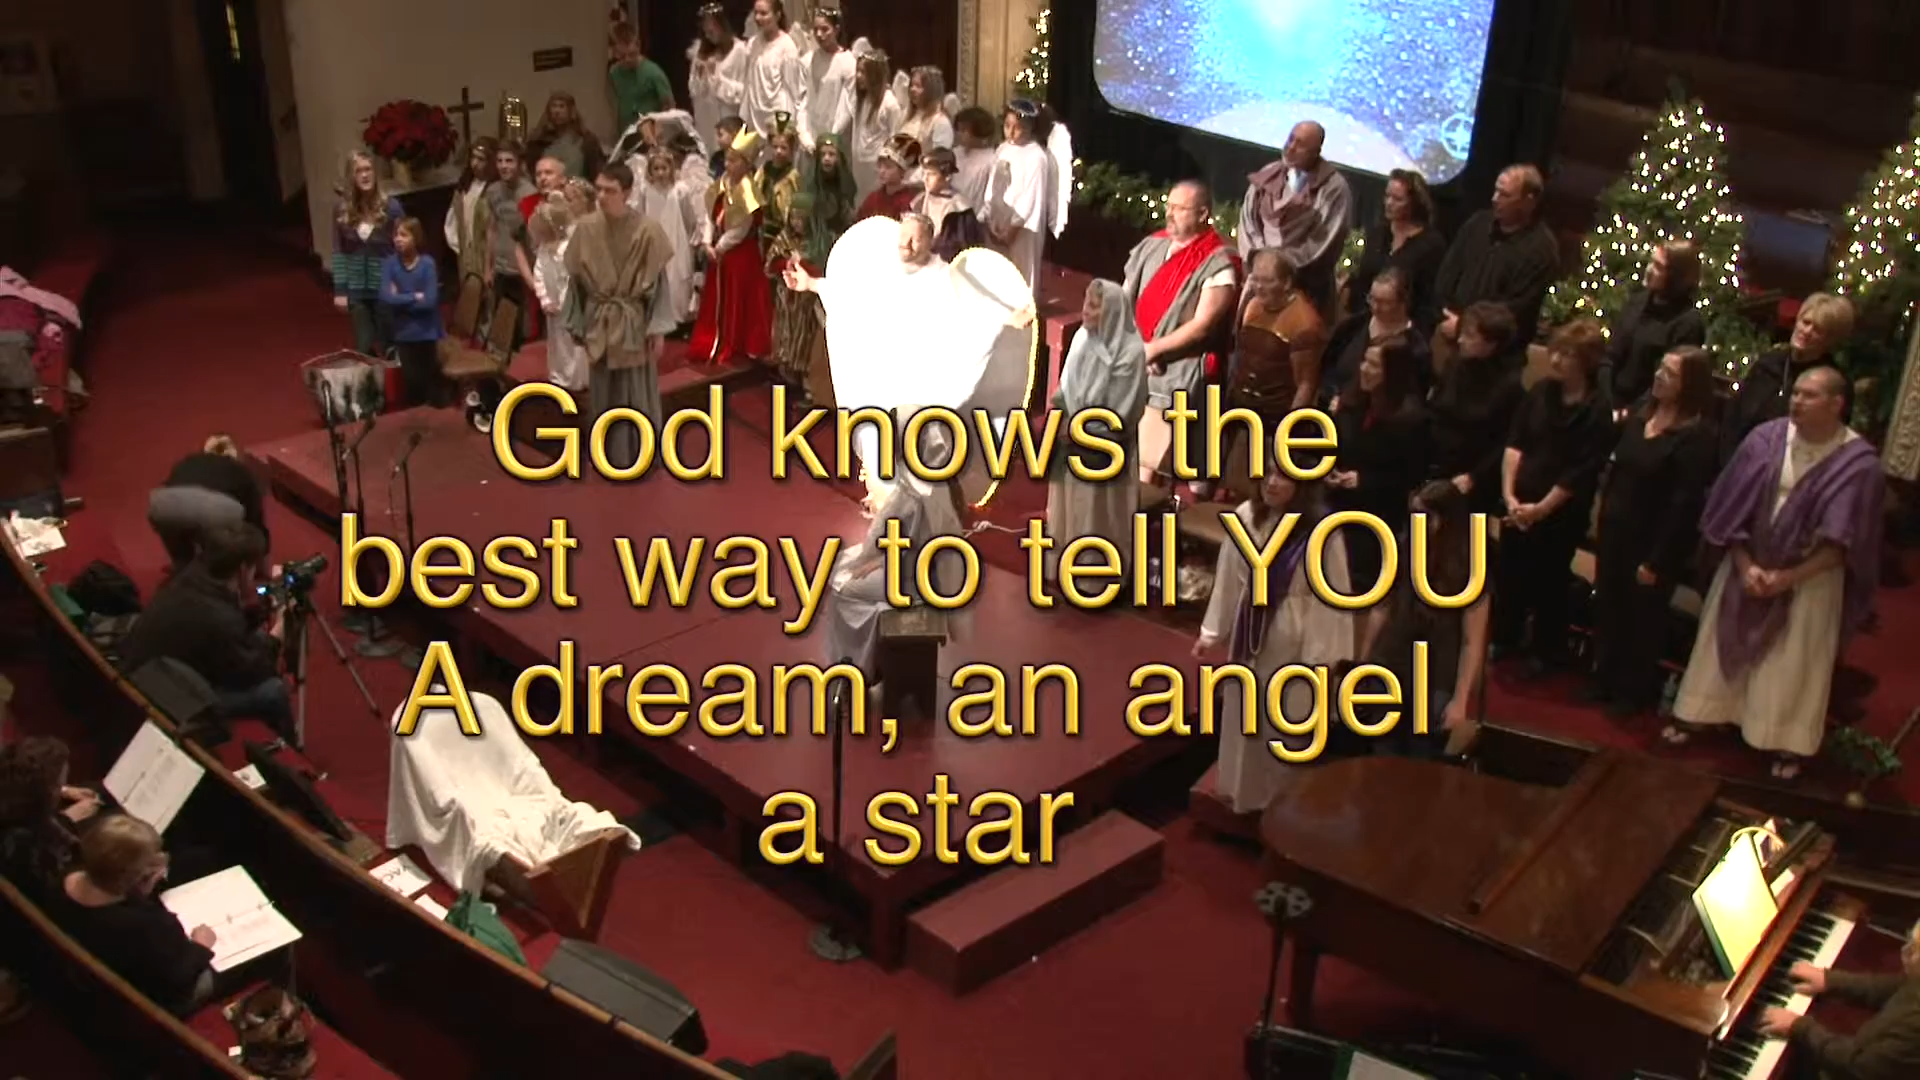 God knows the
best way to tell YOU
A dream, an angel
a star